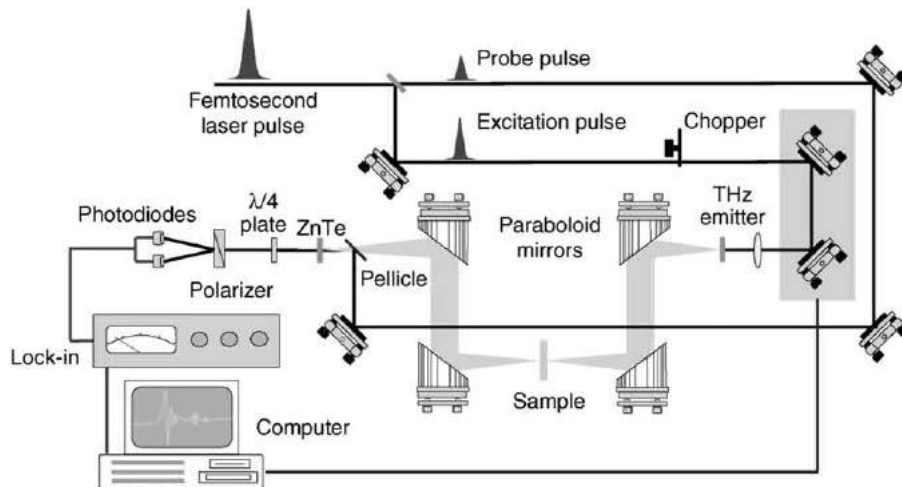 Probe pulse
Femtosecond
laser pulse
Excitation pulse
Chopper
THz
emitter
λ/4
plate
Photodiodes
ZnTe
Paraboloid
mirrors
Pellicle
Polarizer
Lock-in
Sample
Computer